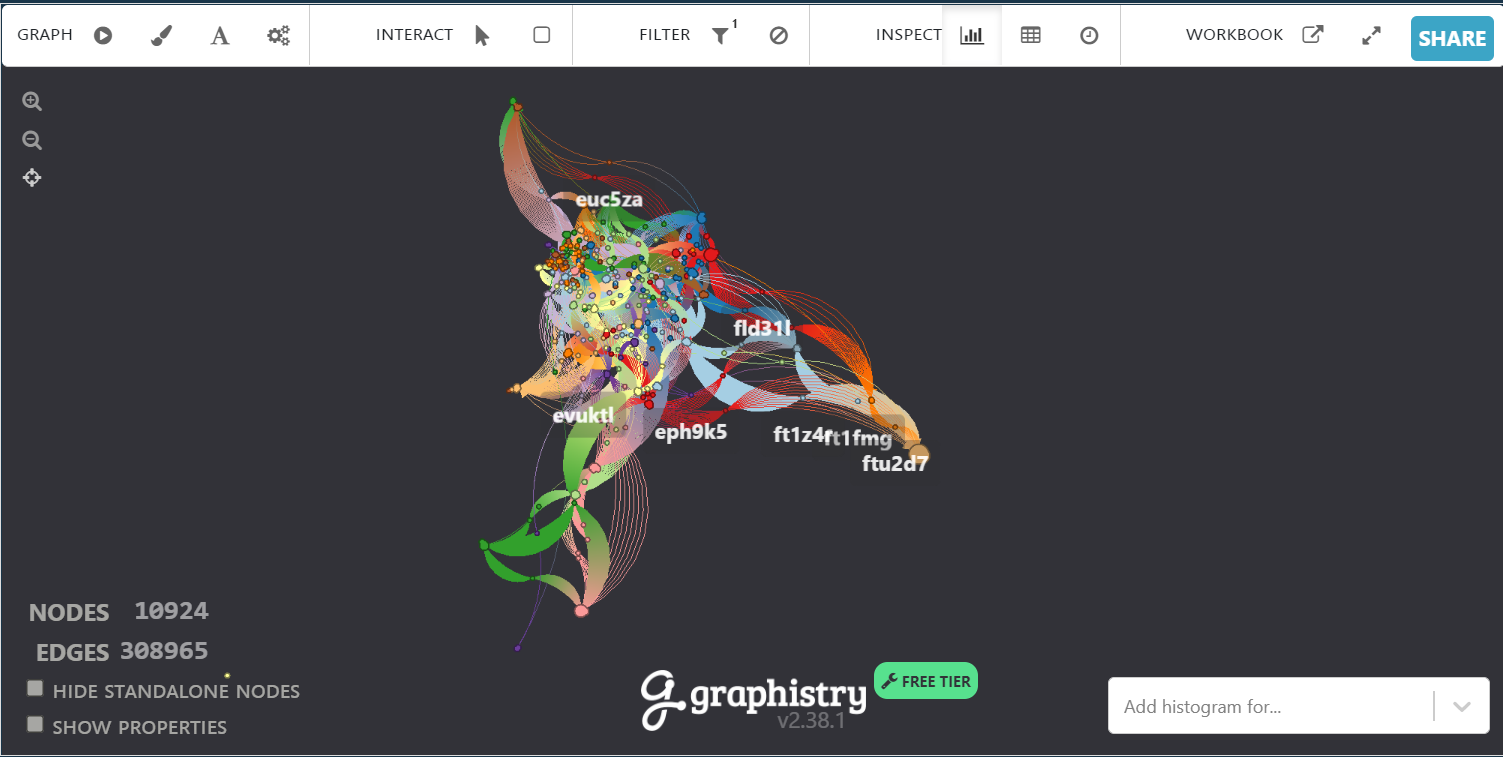 GRAPH INTERACT FILTER 1 INSPECT WORKBOOK SHARE
euc5za
fld31l
evuktl
eph9k5
ft1z4r
ft1fmg
ftu2d7
NODES 10924
EDGES 308965
HIDE STANDALONE NODES
SHOW PROPERTIES
graphistry
v2.38.1
FREE TIER
Add histogram for...